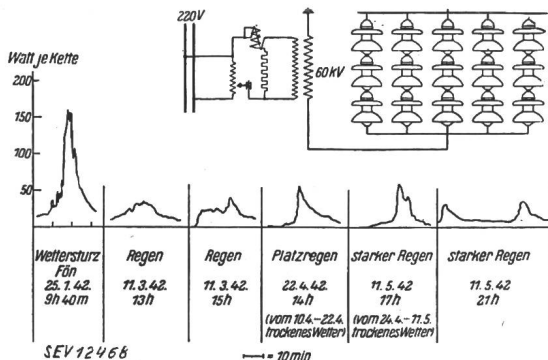 220V
Watt je Kette
60kV
200
150
100
50
Wettersturz
Fön
25.1.42.
9h 40m
Regen
11.3.42.
13h
Regen
11.3.42.
15h
Platzregen
22.4.42.
14h
(vom 10.4.–22.4.
trockenes Wetter)
starker Regen
11.5.42
17h
(vom 24.4.–11.5.
trockenes Wetter)
starker Regen
11.5.42
21h
SEV 12468
= 10 min